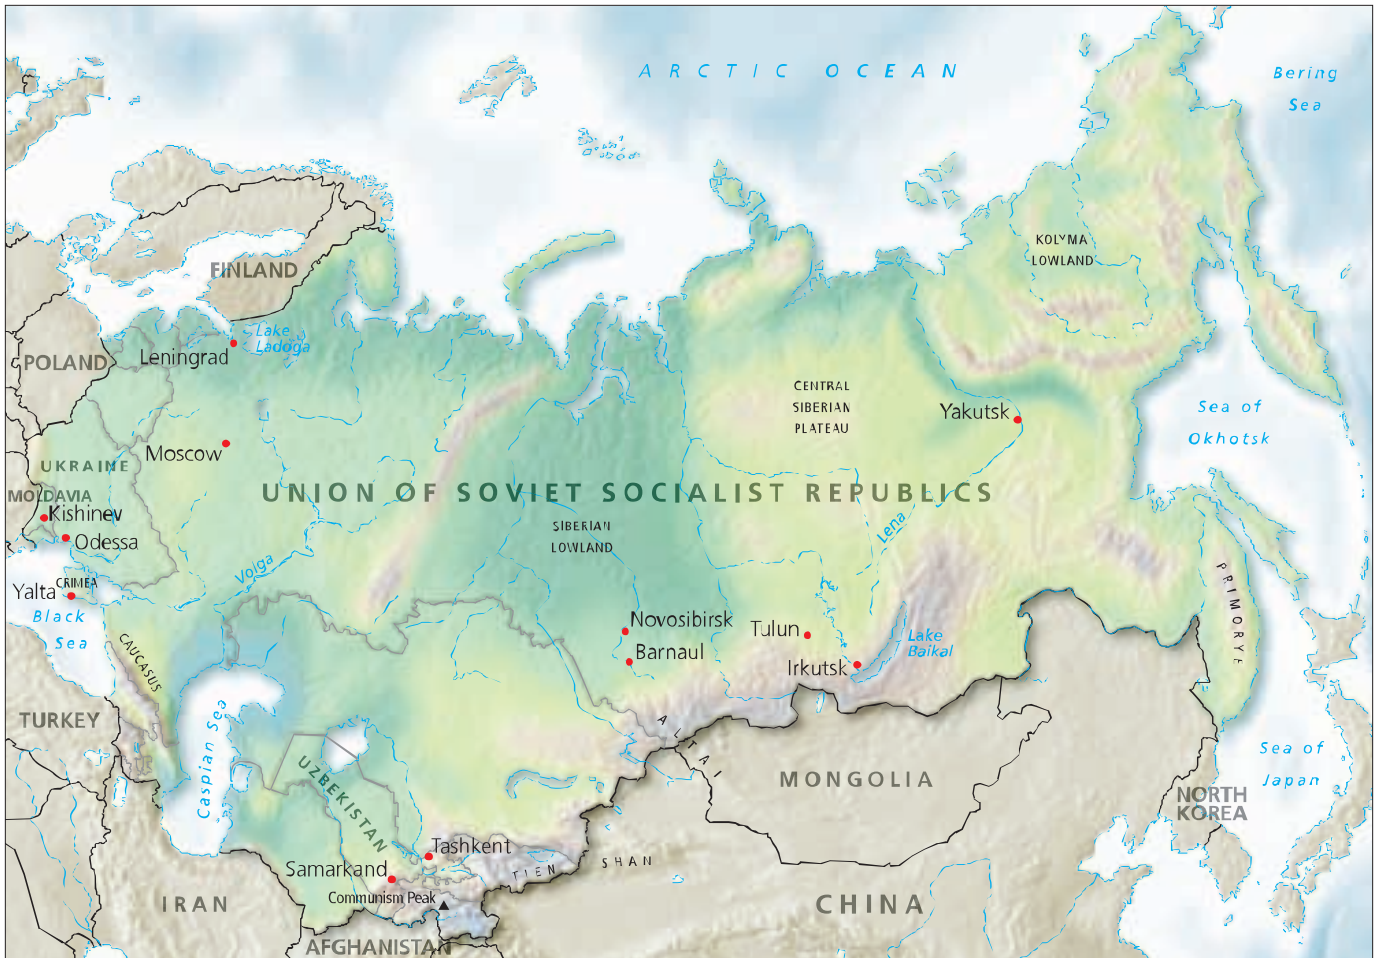 ARCTIC OCEAN
Bering
Sea
KOLYMA
LOWLAND
FINLAND
Lake
Ladoga
Leningrad
POLAND
CENTRAL
SIBERIAN
PLATEAU
Yakutsk
Sea of
Okhotsk
Moscow
UKRAINE
MOLDAVIA
Kishinev
Odessa
UNION OF SOVIET SOCIALIST REPUBLICS
SIBERIAN
LOWLAND
Lena
Volga
PRIMORYE
Yalta
CRIMEA
Black
Sea
Novosibirsk
Barnaul
Tulun
Irkutsk
Lake
Baikal
CAUCASUS
TURKEY
Caspian Sea
ALTAI
UZBEKISTAN
MONGOLIA
Sea of
Japan
NORTH
KOREA
Tashkent
Samarkand
TIEN SHAN
Communism Peak
IRAN
CHINA
AFGHANISTAN